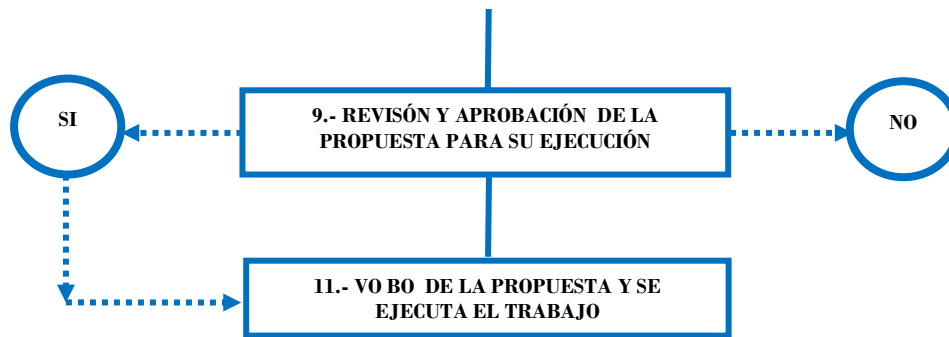 SI
9.- REVISÓN Y APROBACIÓN DE LA
PROPUESTA PARA SU EJECUCIÓN
NO
11.- VO BO DE LA PROPUESTA Y SE
EJECUTA EL TRABAJO